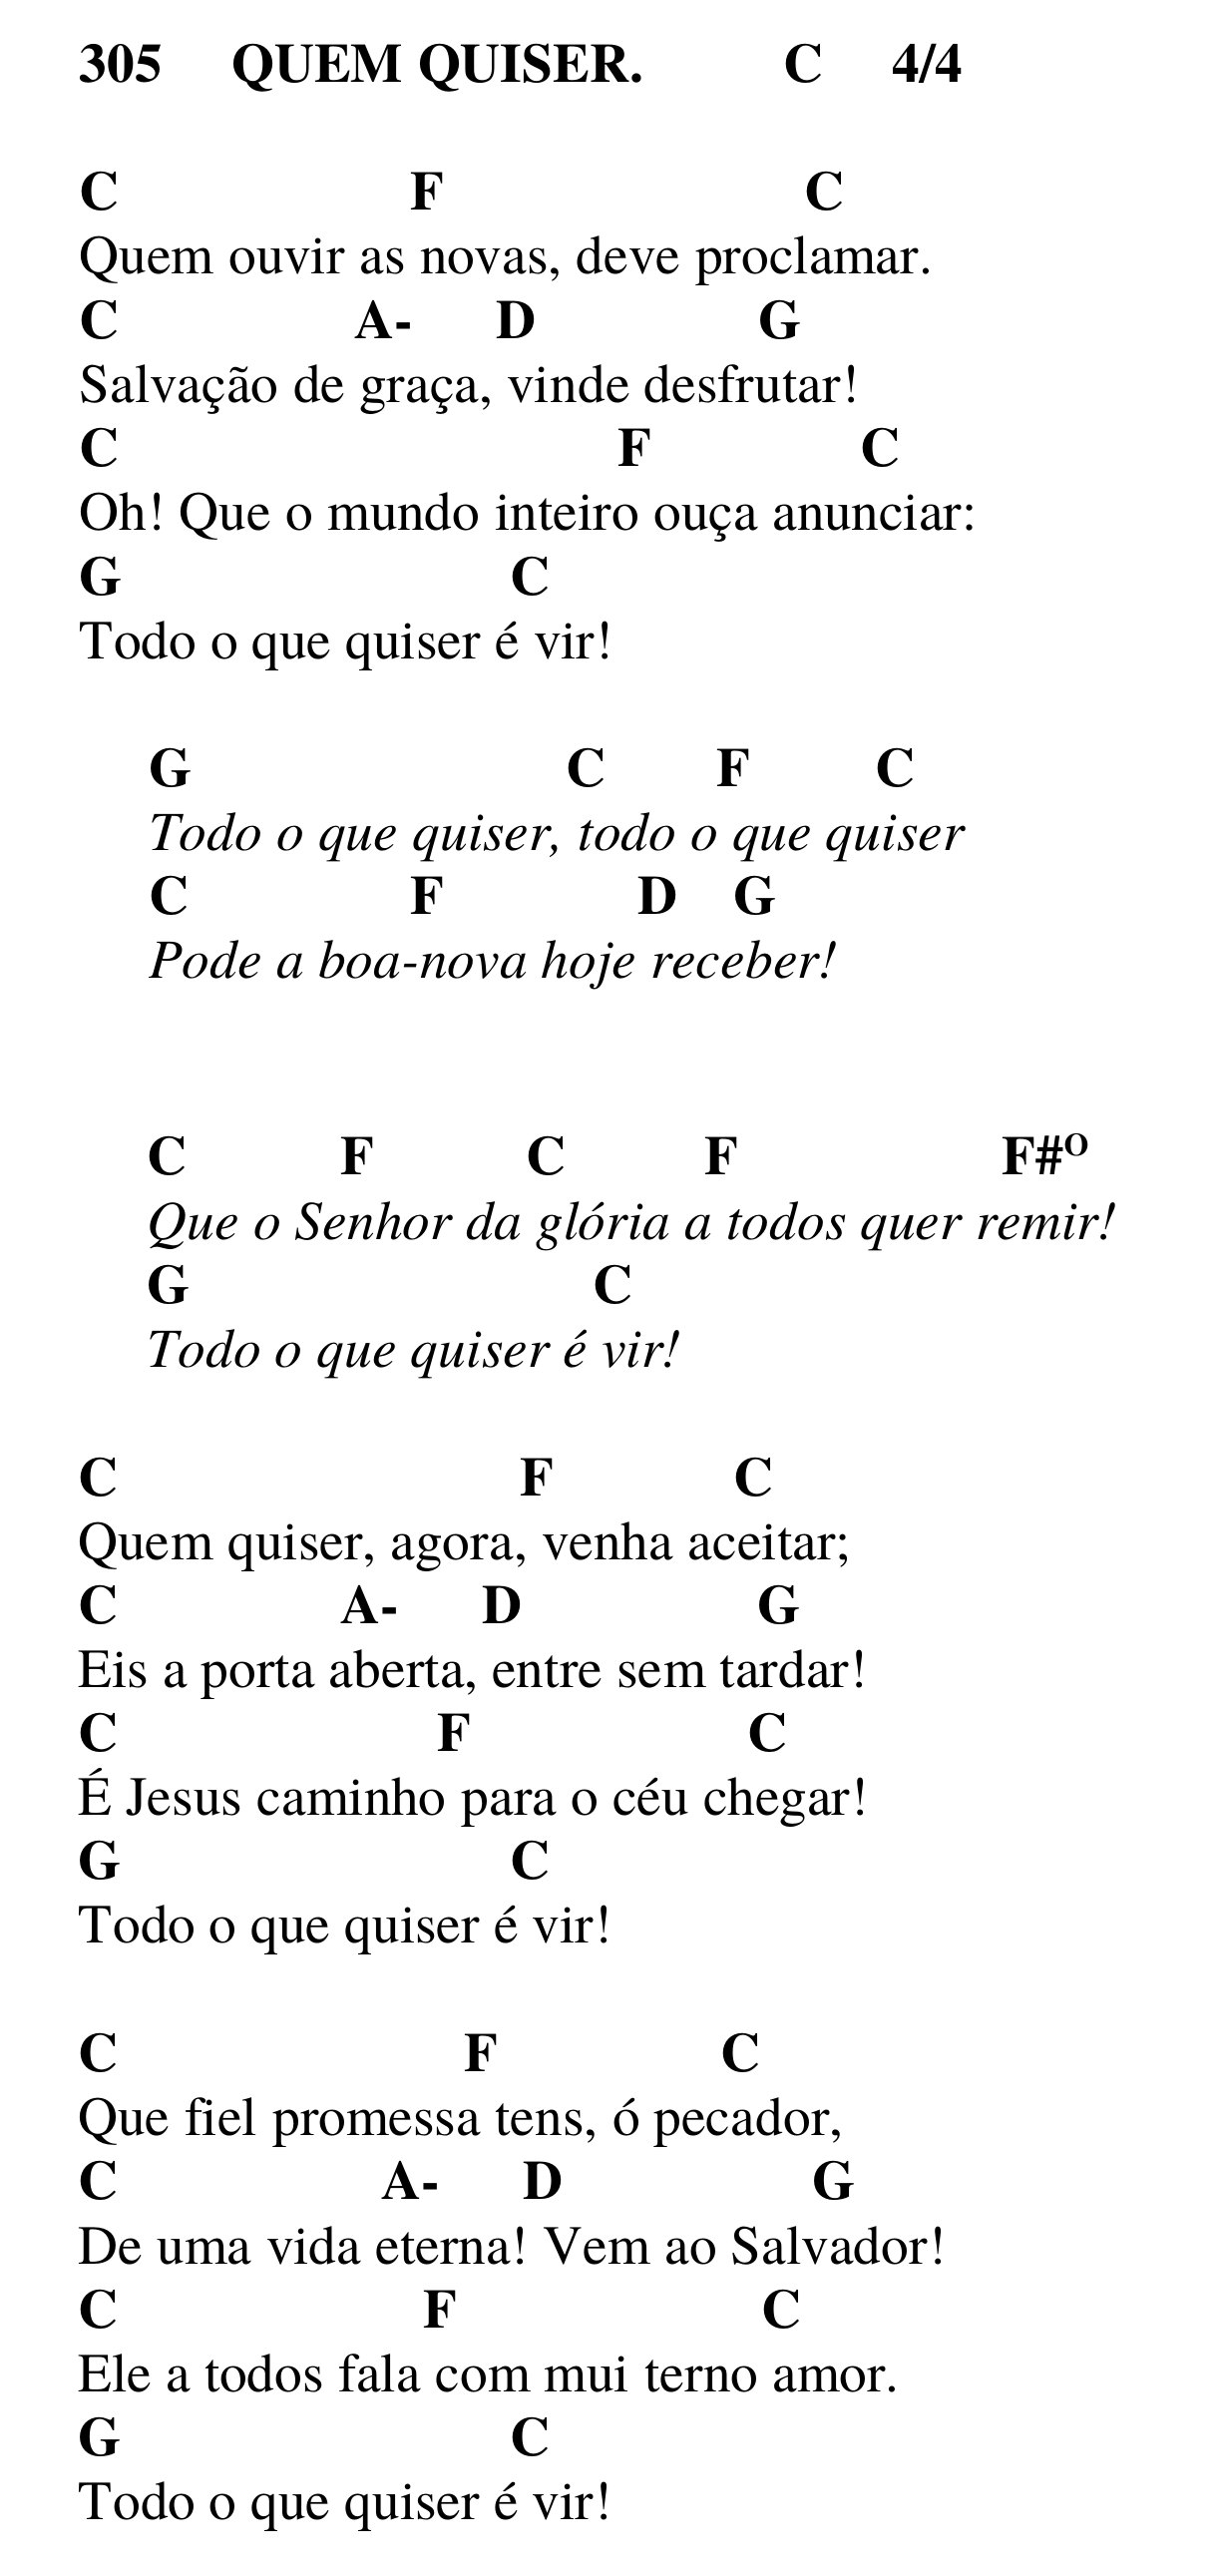 305 QUEM QUISER. C 4/4
C F C
Quem ouvir as novas, deve proclamar.
C A- D G
Salvação de graça, vinde desfrutar!
C F C
Oh! Que o mundo inteiro ouça anunciar:
G C
Todo o que quiser é vir!
G C F C
Todo o que quiser, todo o que quiser
C F D G
Pode a boa-nova hoje receber!
C F C F F#º
Que o Senhor da glória a todos quer remir!
G C
Todo o que quiser é vir!
C F C
Quem quiser, agora, venha aceitar;
C A- D G
Eis a porta aberta, entre sem tardar!
C F C
É Jesus caminho para o céu chegar!
G C
Todo o que quiser é vir!
C F C
Que fiel promessa tens, ó pecador,
C A- D G
De uma vida eterna! Vem ao Salvador!
C F C
Ele a todos fala com mui terno amor.
G C
Todo o que quiser é vir!